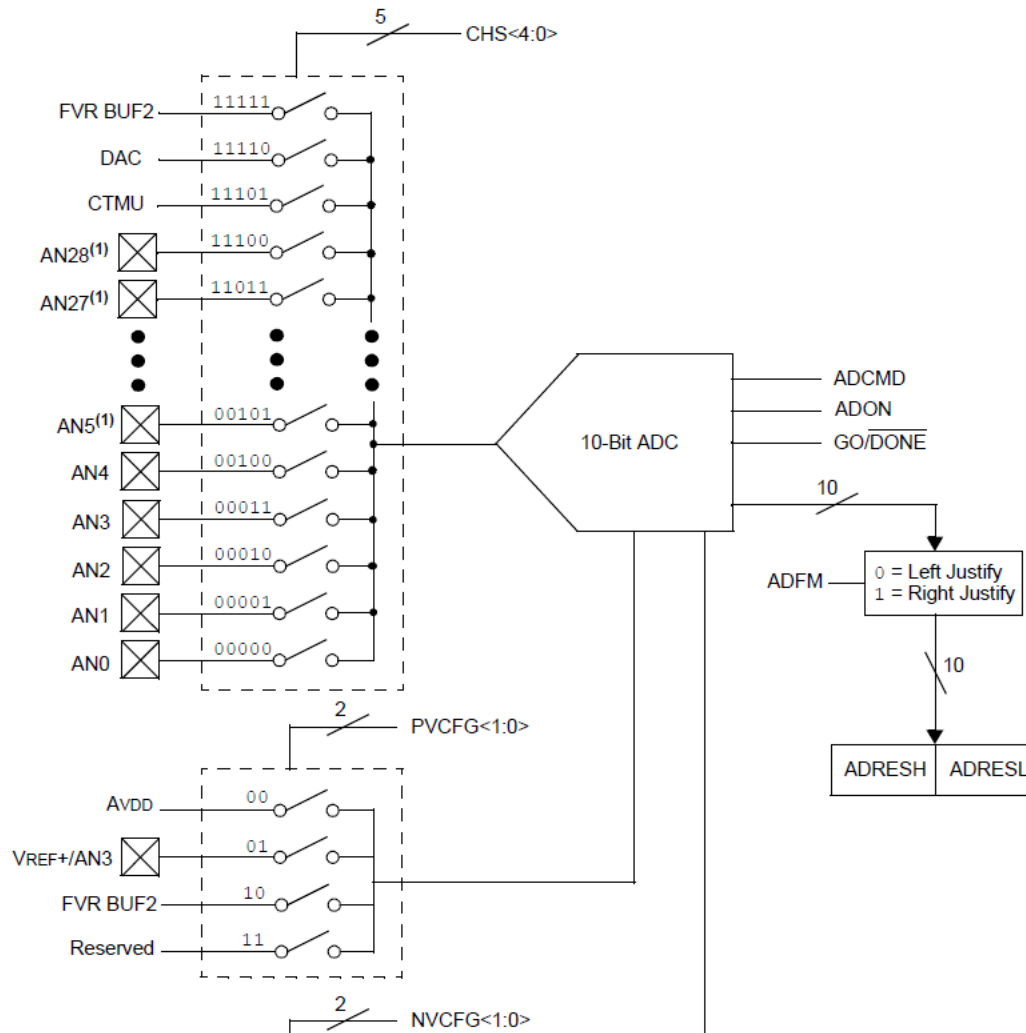 5
CHS<4:0>
FVR BUF2 11111
DAC 11110
CTMU 11101
AN28(1) 11100
AN27(1) 11011
AN5(1) 00101
AN4 00100
AN3 00011
AN2 00010
AN1 00001
AN0 00000
10-Bit ADC
ADCMD
ADON
GO/DONE
10
ADFM
0 = Left Justify
1 = Right Justify
10
ADRESH ADRESL
2
PVCFG<1:0>
AVDD 00
VREF+/AN3 01
FVR BUF2 10
Reserved 11
2
NVCFG<1:0>